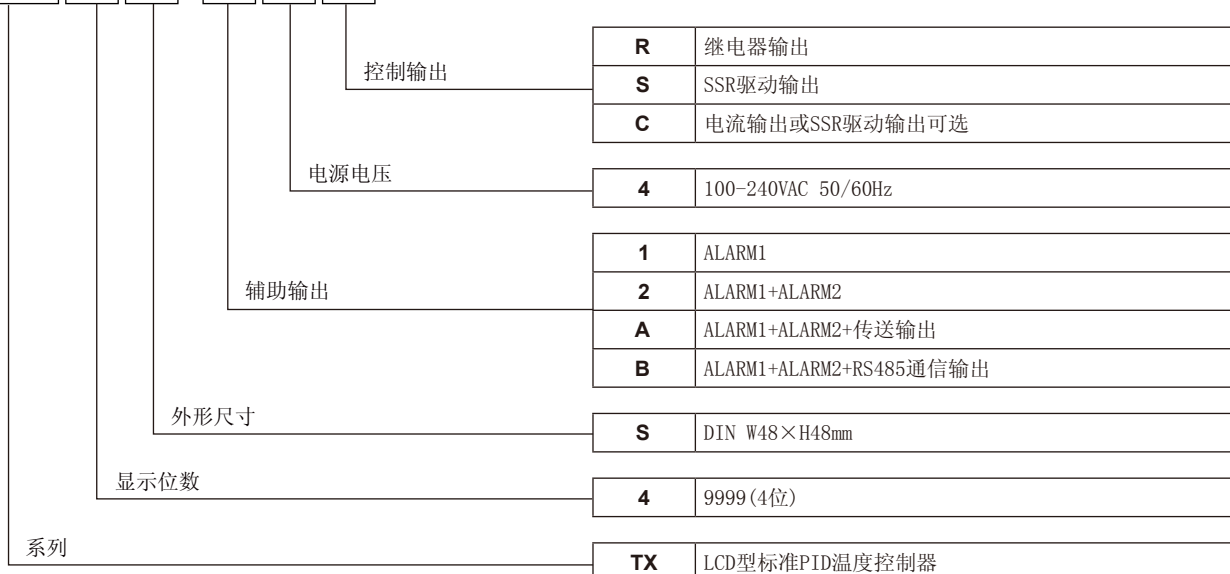 控制输出
R 继电器输出
S SSR驱动输出
C 电流输出或SSR驱动输出可选
电源电压
4 100-240VAC 50/60Hz
辅助输出
1 ALARM1
2 ALARM1+ALARM2
A ALARM1+ALARM2+传送输出
B ALARM1+ALARM2+RS485通信输出
外形尺寸
S DIN W48×H48mm
显示位数
4 9999(4位)
系列
TX LCD型标准PID温度控制器